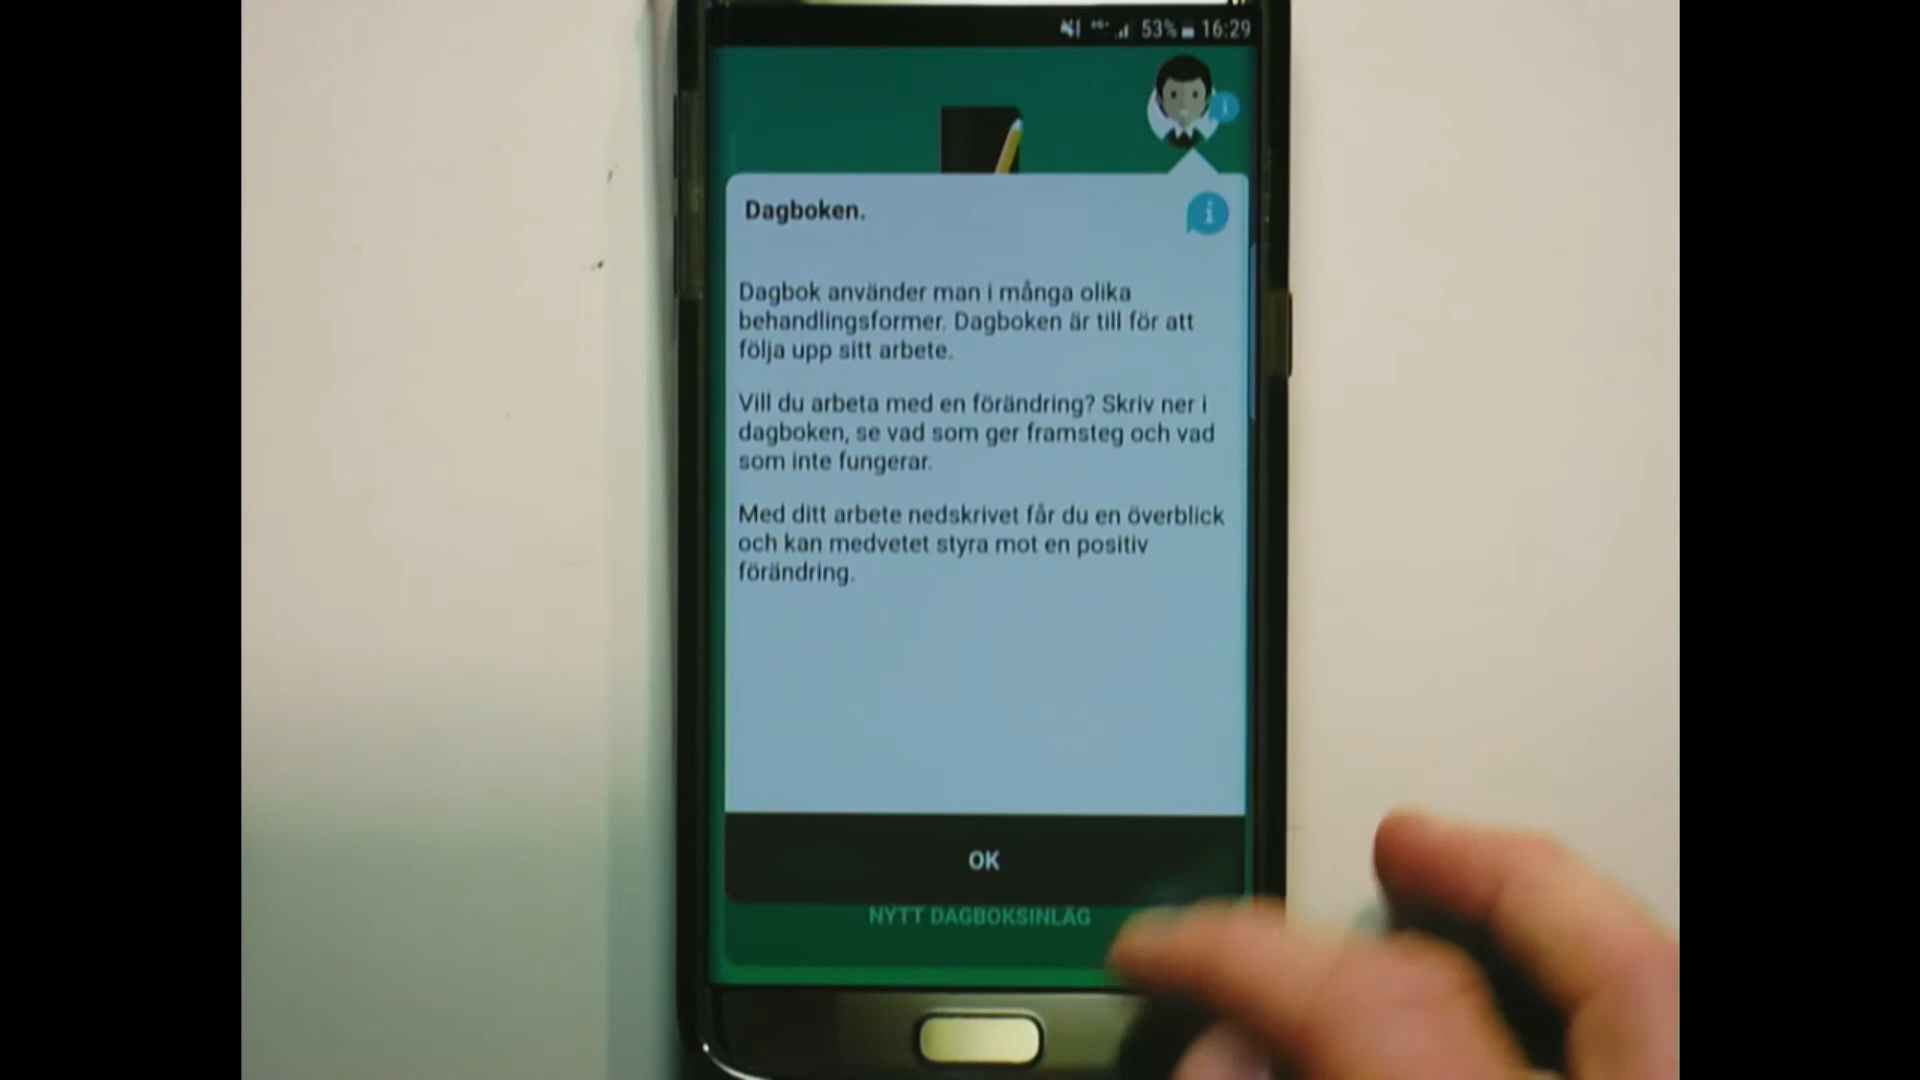 53% 16:29
Dagboken.
Dagbok använder man i många olika
behandlingsformer. Dagboken är till för att
följa upp sitt arbete.
Vill du arbeta med en förändring? Skriv ner i
dagboken, se vad som ger framsteg och vad
som inte fungerar.
Med ditt arbete nedskrivet får du en överblick
och kan medvetet styra mot en positiv
förändring.
OK
NYTT DAGBOKSINLÄG